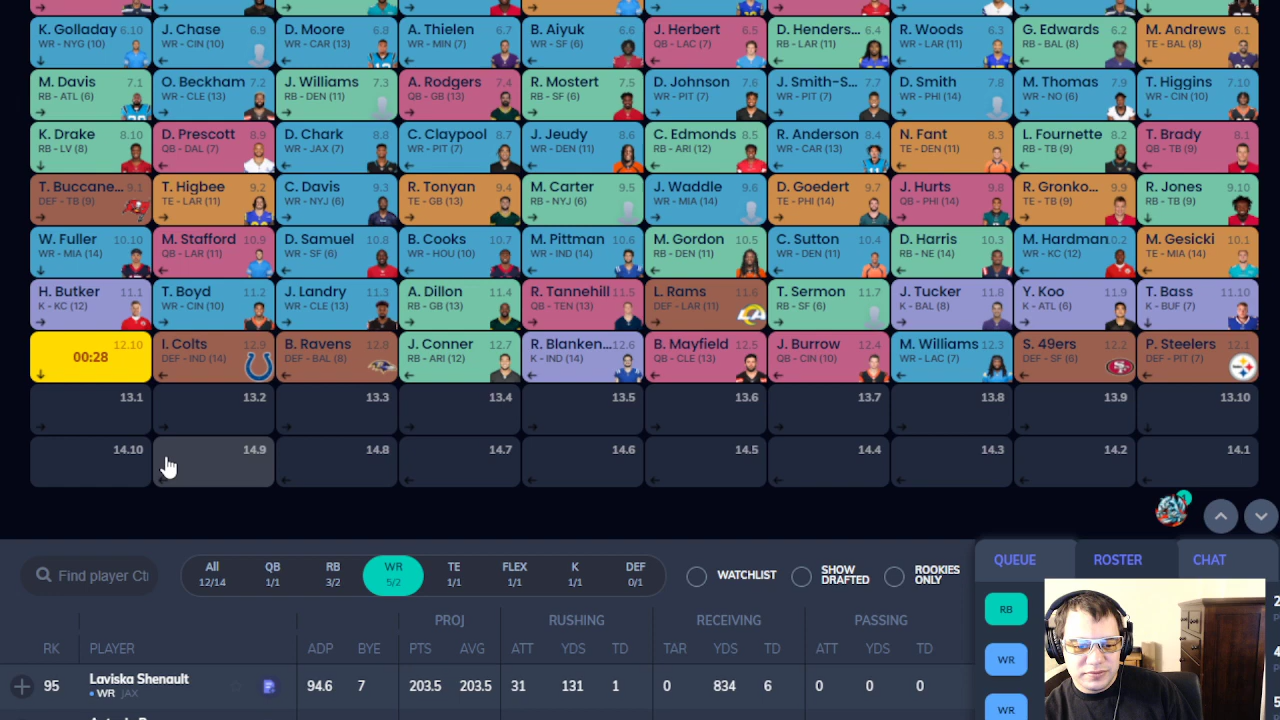 K. Golladay 6.10
WR - NYG (10)
J. Chase 6.9
WR - CIN (10)
D. Moore 6.8
WR - CAR (13)
A. Thielen 6.7
WR - MIN (7)
B. Aiyuk 6.6
WR - SF (6)
J. Herbert 6.5
QB - LAC (7)
D. Henders... 6.4
RB - LAR (11)
R. Woods 6.3
WR - LAR (11)
G. Edwards 6.2
RB - BAL (8)
M. Andrews 6.1
TE - BAL (8)
M. Davis 7.1
RB - ATL (6)
O. Beckham 7.2
WR - CLE (13)
J. Williams 7.3
RB - DEN (11)
A. Rodgers 7.4
QB - GB (13)
R. Mostert 7.5
RB - SF (6)
D. Johnson 7.6
WR - PIT (7)
J. Smith-S... 7.7
WR - PIT (7)
D. Smith 7.8
WR - PHI (14)
M. Thomas 7.9
WR - NO (6)
T. Higgins 7.10
WR - CIN (10)
K. Drake 8.10
RB - LV (8)
D. Prescott 8.9
QB - DAL (7)
D. Chark 8.8
WR - JAX (7)
C. Claypool 8.7
WR - PIT (7)
J. Jeudy 8.6
WR - DEN (11)
C. Edmonds 8.5
RB - ARI (12)
R. Anderson 8.4
WR - CAR (13)
N. Fant 8.3
TE - DEN (11)
L. Fournette 8.2
RB - TB (9)
T. Brady 8.1
QB - TB (9)
T. Buccane... 9.1
DEF - TB (9)
T. Higbee 9.2
TE - LAR (11)
C. Davis 9.3
WR - NYJ (6)
R. Tonyan 9.4
TE - GB (13)
M. Carter 9.5
RB - NYJ (6)
J. Waddle 9.6
WR - MIA (14)
D. Goedert 9.7
TE - PHI (14)
J. Hurts 9.8
QB - PHI (14)
R. Gronko... 9.9
TE - TB (9)
R. Jones 9.10
RB - TB (9)
W. Fuller 10.10
WR - MIA (14)
M. Stafford 10.9
QB - LAR (11)
D. Samuel 10.8
WR - SF (6)
B. Cooks 10.7
WR - HOU (10)
M. Pittman 10.6
WR - IND (14)
M. Gordon 10.5
RB - DEN (11)
C. Sutton 10.4
WR - DEN (11)
D. Harris 10.3
RB - NE (14)
M. Hardman 0.2
WR - KC (12)
M. Gesicki 10.1
TE - MIA (14)
H. Butker 11.1
K - KC (12)
T. Boyd 11.2
WR - CIN (10)
J. Landry 11.3
WR - CLE (13)
A. Dillon 11.4
RB - GB (13)
R. Tannehill 11.5
QB - TEN (13)
L. Rams 11.6
DEF - LAR (11)
T. Sermon 11.7
RB - SF (6)
J. Tucker 11.8
K - BAL (8)
Y. Koo 11.9
K - ATL (6)
T. Bass 11.10
K - BUF (7)
12.10
00:28
I. Colts 12.9
DEF - IND (14)
B. Ravens 12.8
DEF - BAL (8)
J. Conner 12.7
RB - ARI (12)
R. Blanken... 12.6
K - IND (14)
B. Mayfield 12.5
QB - CLE (13)
J. Burrow 12.4
QB - CIN (10)
M. Williams 12.3
WR - LAC (7)
S. 49ers 12.2
DEF - SF (6)
P. Steelers 12.1
DEF - PIT (7)
13.1 13.2 13.3 13.4 13.5 13.6 13.7 13.8 13.9 13.10
14.10 14.9 14.8 14.7 14.6 14.5 14.4 14.3 14.2 14.1
Find player Ct
All QB RB WR TE FLEX K DEF
12/14 1/1 3/2 5/2 1/1 1/1 1/1 0/1
WATCHLIST
SHOW
DRAFTED
ROOKIES
ONLY
QUEUE ROSTER CHAT
RB
WR
WR
PROJ RUSHING RECEIVING PASSING
RK PLAYER ADP BYE PTS AVG ATT YDS TD TAR YDS TD ATT YDS TD
95 Laviska Shenault 94.6 7 203.5 203.5 31 131 1 0 834 6 0 0 0
WR JAX